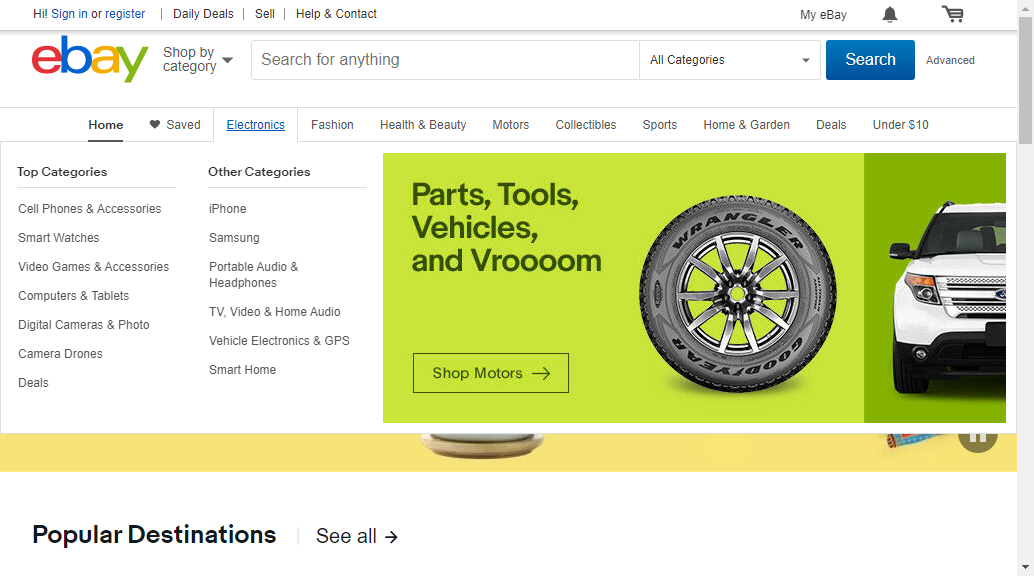 Hi! Sign in or register | Daily Deals | Sell | Help & Contact My eBay
ebay
Shop by
category
Search for anything All Categories Search Advanced
Home Saved Electronics Fashion Health & Beauty Motors Collectibles Sports Home & Garden Deals Under $10
Top Categories
Cell Phones & Accessories
Smart Watches
Video Games & Accessories
Computers & Tablets
Digital Cameras & Photo
Camera Drones
Deals
Other Categories
iPhone
Samsung
Portable Audio &
Headphones
TV, Video & Home Audio
Vehicle Electronics & GPS
Smart Home
Parts, Tools,
Vehicles,
and Vroooom
Shop Motors
WRANGLER
GOODYEAR
Popular Destinations
See all